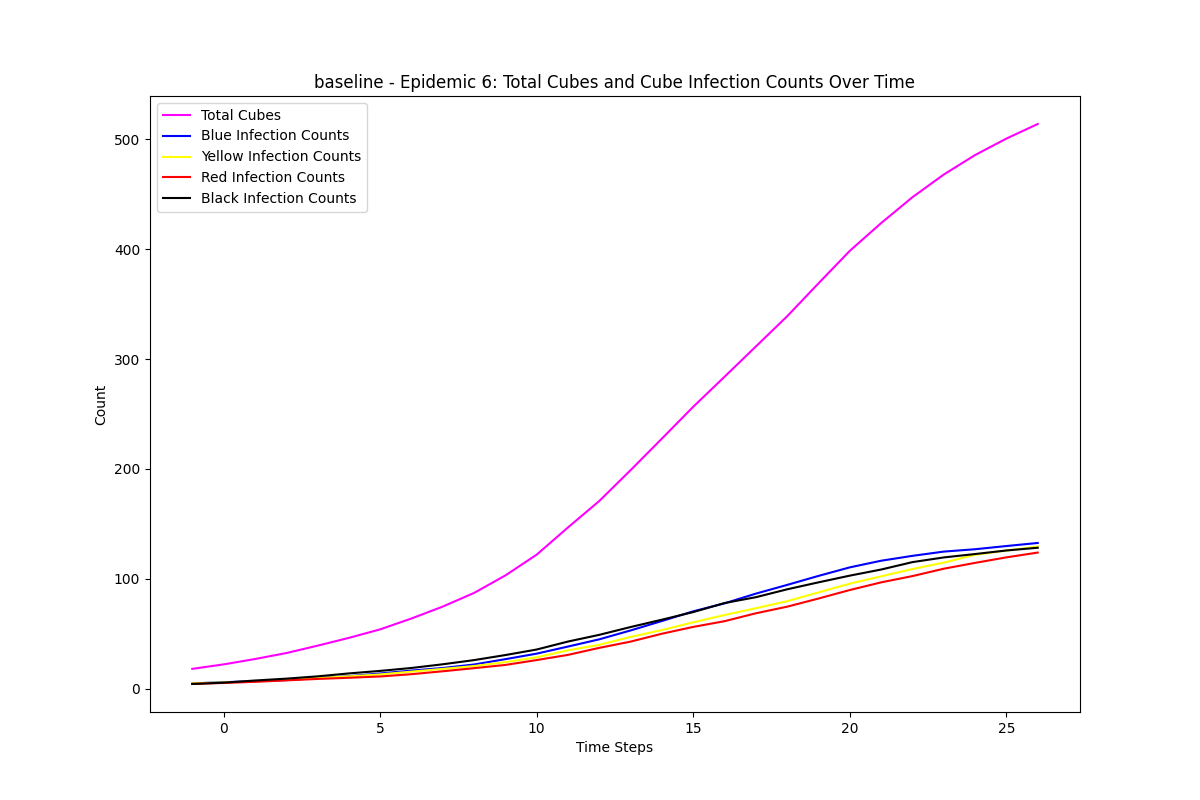 baseline - Epidemic 6: Total Cubes and Cube Infection Counts Over Time
Total Cubes
Blue Infection Counts
Yellow Infection Counts
Red Infection Counts
Black Infection Counts
500
400
300
200
100
0
Count
0 5 10 15 20 25
Time Steps